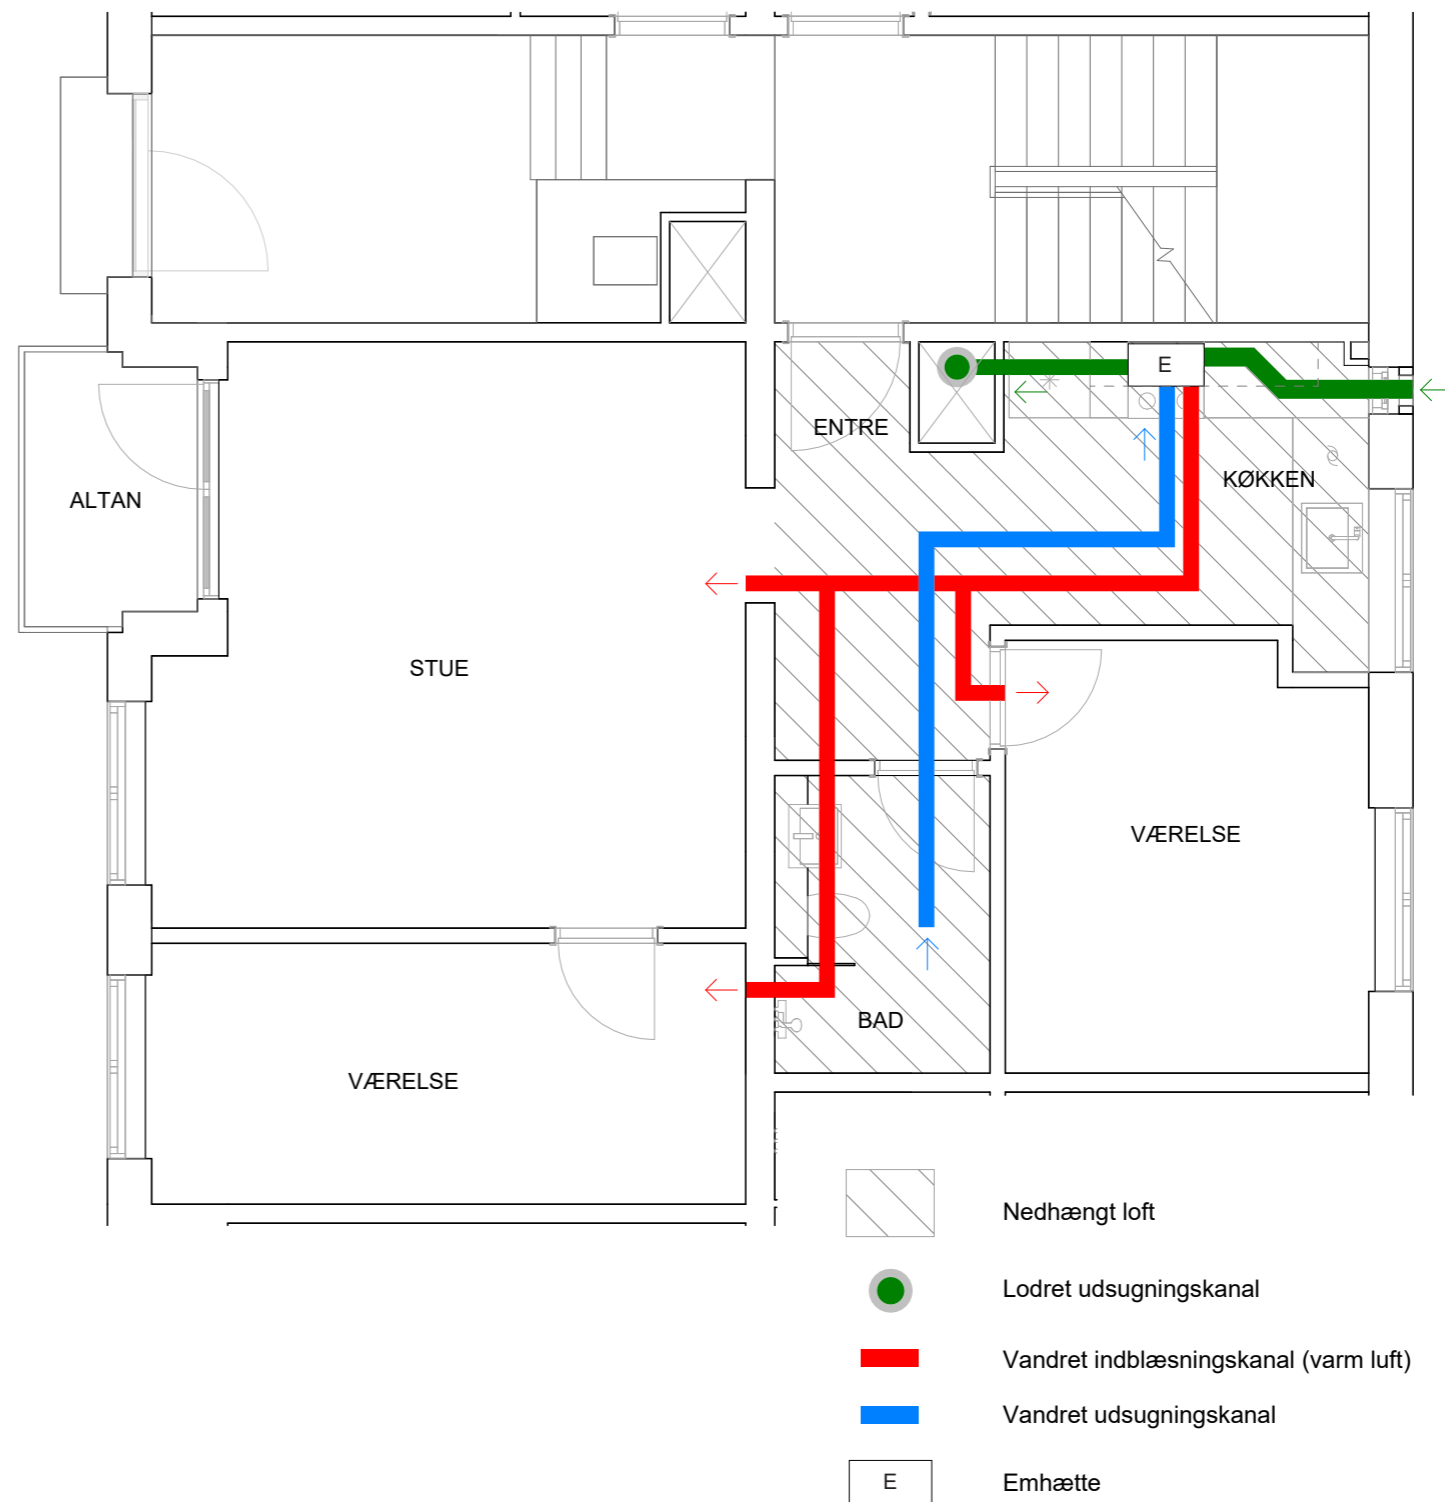 E
ENTRE
KØKKEN
ALTAN
STUE
VÆRELSE
BAD
VÆRELSE
Nedhængt loft
Lodret udsugningskanal
Vandret indblæsningskanal (varm luft)
Vandret udsugningskanal
E Emhætte